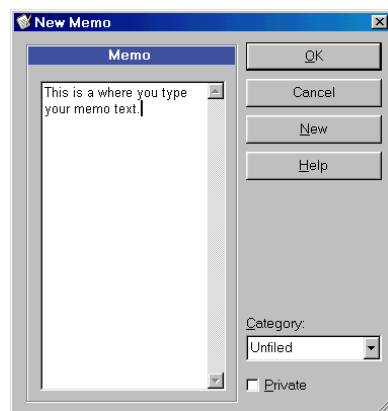 New Memo
Memo
This is a where you type
your memo text.
OK
Cancel
New
Help
Category:
Unfiled
Private